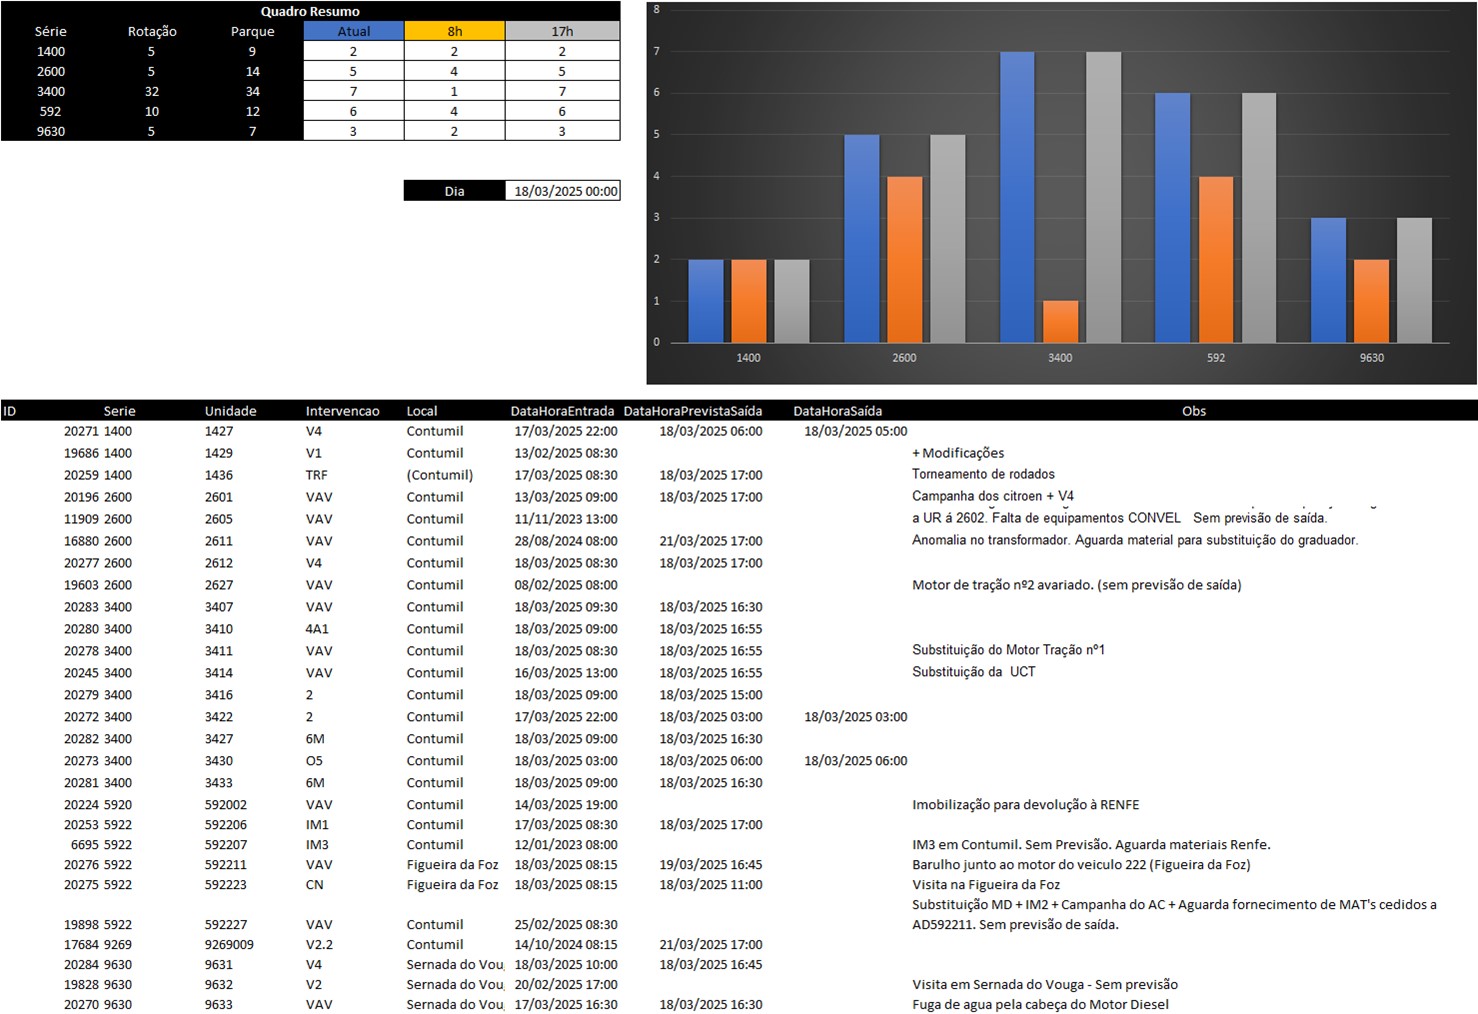 Quadro Resumo
Série Rotação Parque Atual 8h 17h
1400 5 9 2 2 2
2600 5 14 5 4 5
3400 32 34 7 1 7
592 10 12 6 4 6
9630 5 7 3 2 3
Dia 18/03/2025 00:00
8
7
6
5
4
3
2
1
0
1400 2600 3400 592 9630
ID Serie Unidade Intervencao Local DataHoraEntrada DataHoraPrevistaSaída DataHoraSaída Obs
20271 1400 1427 V4 Contumil 17/03/2025 22:00 18/03/2025 06:00 18/03/2025 05:00
19686 1400 1429 V1 Contumil 13/02/2025 08:30 + Modificações
20259 1400 1436 TRF (Contumil) 17/03/2025 08:30 18/03/2025 17:00 Torneamento de rodados
20196 2600 2601 VAV Contumil 13/03/2025 09:00 18/03/2025 17:00 Campanha dos citroen + V4
11909 2600 2605 VAV Contumil 11/11/2023 13:00 a UR á 2602. Falta de equipamentos CONVEL Sem previsão de saída.
16880 2600 2611 VAV Contumil 28/08/2024 08:00 21/03/2025 17:00 Anomalia no transformador. Aguarda material para substituição do graduador.
20277 2600 2612 V4 Contumil 18/03/2025 08:30 18/03/2025 17:00
19603 2600 2627 VAV Contumil 08/02/2025 08:00 Motor de tração nº2 avariado. (sem previsão de saída)
20283 3400 3407 VAV Contumil 18/03/2025 09:30 18/03/2025 16:30
20280 3400 3410 4A1 Contumil 18/03/2025 09:00 18/03/2025 16:55
20278 3400 3411 VAV Contumil 18/03/2025 08:30 18/03/2025 16:55 Substituição do Motor Tração nº1
20245 3400 3414 VAV Contumil 16/03/2025 13:00 18/03/2025 16:55 Substituição da UCT
20279 3400 3416 2 Contumil 18/03/2025 09:00 18/03/2025 15:00
20272 3400 3422 2 Contumil 17/03/2025 22:00 18/03/2025 03:00 18/03/2025 03:00
20282 3400 3427 6M Contumil 18/03/2025 09:00 18/03/2025 16:30
20273 3400 3430 O5 Contumil 18/03/2025 03:00 18/03/2025 06:00 18/03/2025 06:00
20281 3400 3433 6M Contumil 18/03/2025 09:00 18/03/2025 16:30
20224 5920 592002 VAV Contumil 14/03/2025 19:00 Imobilização para devolução à RENFE
20253 5922 592206 IM1 Contumil 17/03/2025 08:30 18/03/2025 17:00
6695 5922 592207 IM3 Contumil 12/01/2023 08:00 IM3 em Contumil. Sem Previsão. Aguarda materiais Renfe.
20276 5922 592211 VAV Figueira da Foz 18/03/2025 08:15 19/03/2025 16:45 Barulho junto ao motor do veiculo 222 (Figueira da Foz)
20275 5922 592223 CN Figueira da Foz 18/03/2025 08:15 18/03/2025 11:00 Visita na Figueira da Foz
Substituição MD + IM2 + Campanha do AC + Aguarda fornecimento de MAT's cedidos a
19898 5922 592227 VAV Contumil 25/02/2025 08:30 AD592211. Sem previsão de saída.
17684 9269 9269009 V2.2 Contumil 14/10/2024 08:15 21/03/2025 17:00
20284 9630 9631 V4 Sernada do Vou 18/03/2025 10:00 18/03/2025 16:45
19828 9630 9632 V2 Sernada do Vou 20/02/2025 17:00 Visita em Sernada do Vouga - Sem previsão
20270 9630 9633 VAV Sernada do Vou 17/03/2025 16:30 18/03/2025 16:30 Fuga de agua pela cabeça do Motor Diesel